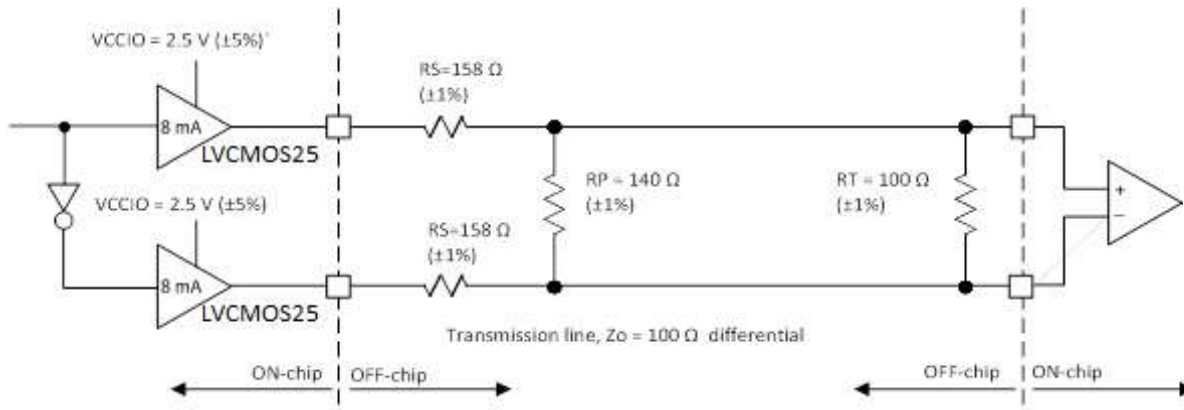 VCCIO = 2.5 V (±5%)
RS=158 Ω
(±1%)
8 mA
LVCMOS25
RP = 140 Ω
(±1%)
RT = 100 Ω
(±1%)
+
−
VCCIO = 2.5 V (±5%)
RS=158 Ω
(±1%)
8 mA
LVCMOS25
Transmission line, Zo = 100 Ω differential
ON-chip
OFF-chip
OFF-chip
ON-chip